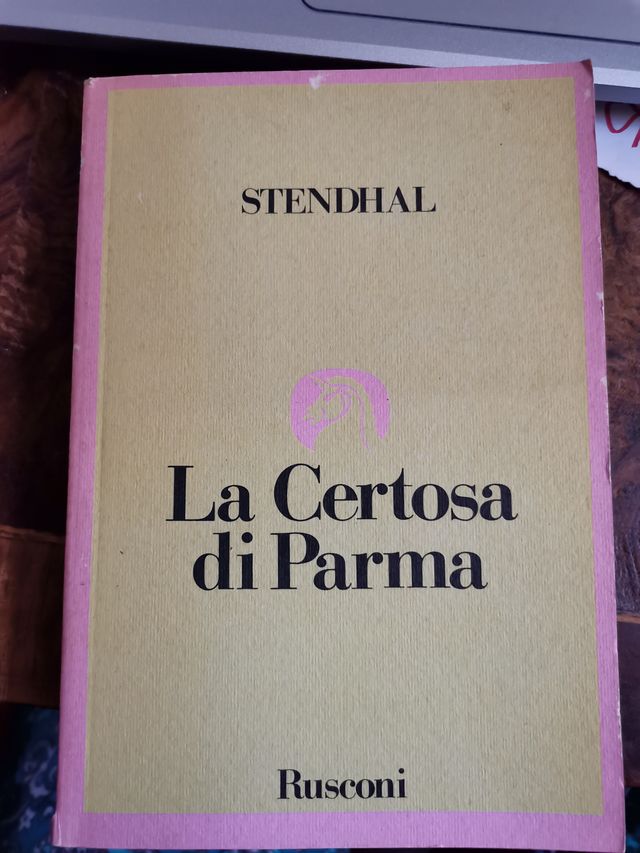 STENDHAL
La Certosa
di Parma
Rusconi